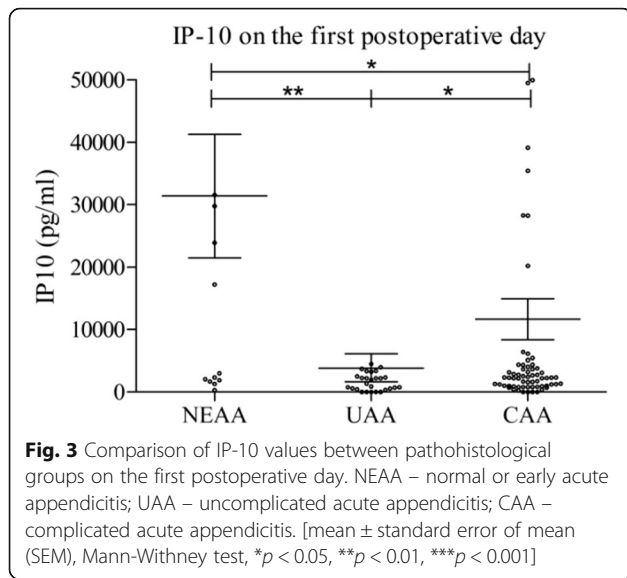 IP-10 on the first postoperative day
*
** *
50000
40000
30000
20000
10000
0
IP10 (pg/ml)
NEAA UAA CAA
Fig. 3 Comparison of IP-10 values between pathohistological
groups on the first postoperative day. NEAA – normal or early acute
appendicitis; UAA – uncomplicated acute appendicitis; CAA –
complicated acute appendicitis. [mean ± standard error of mean
(SEM), Mann-Withney test, *p < 0.05, **p < 0.01, ***p < 0.001]